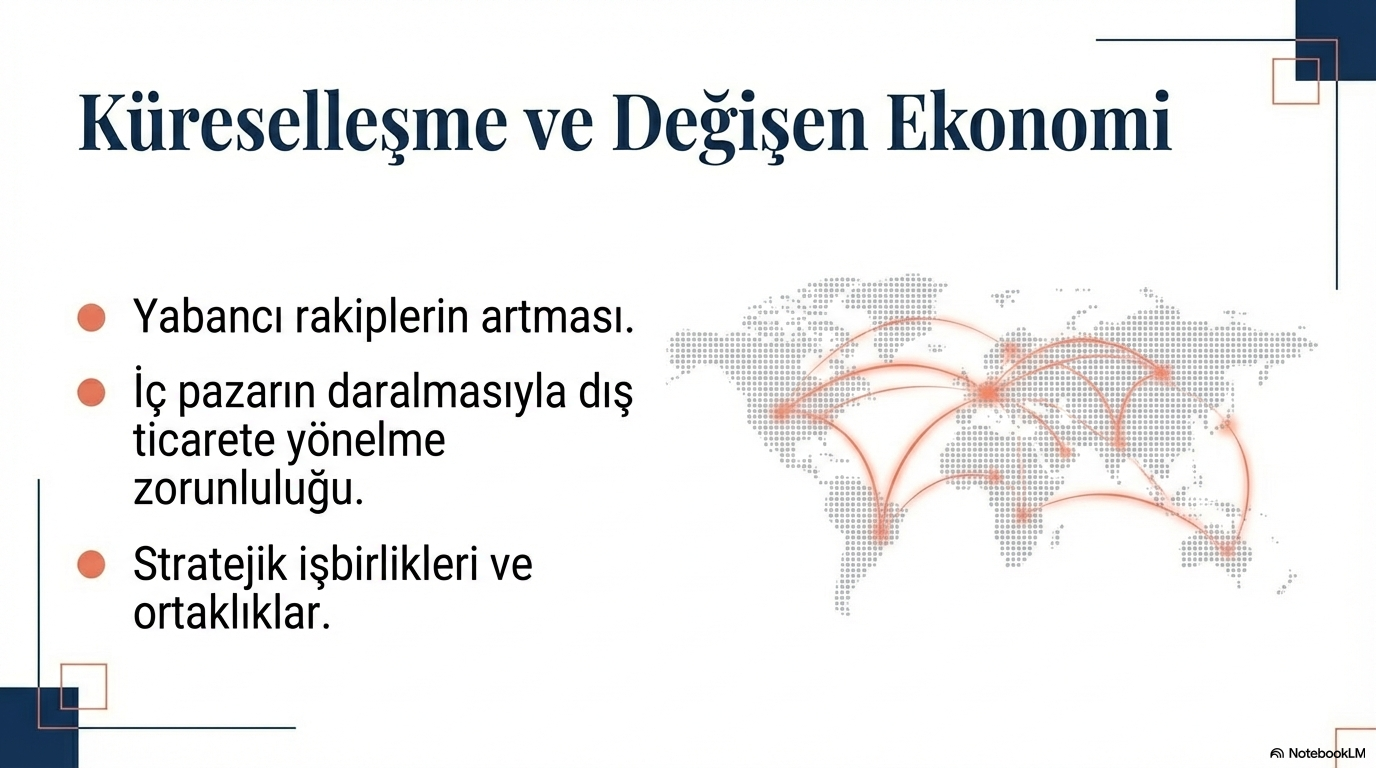 Küreselleşme ve Değişen Ekonomi
Yabancı rakiplerin artması.
İç pazarın daralmasıyla dış
ticarete yönelme
zorunluluğu.
Stratejik işbirlikleri ve
ortaklıklar.
NotebookLM